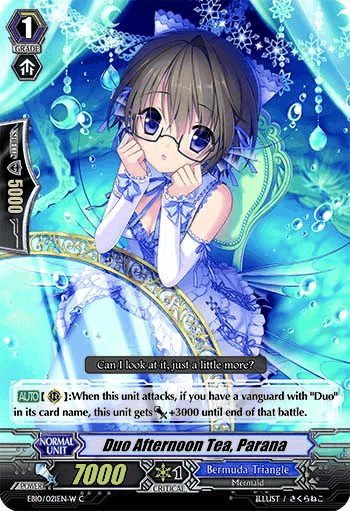 1
GRADE
SHIELD
5000
Can I look at it, just a little more?
AUTO【 】:When this unit attacks, if you have a vanguard with "Duo"
in its card name, this unit gets +3000 until end of that battle.
NORMAL
UNIT
Duo Afternoon Tea, Parana
POWER
7000
1
CRITICAL
Bermuda Triangle
Mermaid
EB10/021EN-W C
ILLUST / さくらねこ